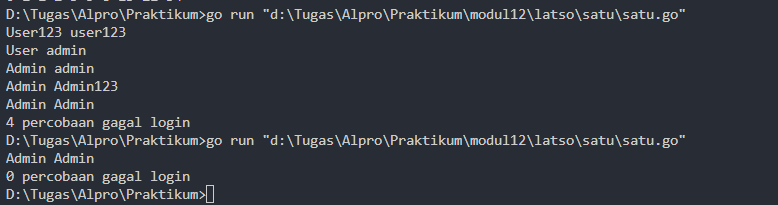 D:\Tugas\Alpro\Praktikum>go run "d:\Tugas\Alpro\Praktikum\modul12\latso\satu\satu.go"
User123 user123
User admin
Admin admin
Admin Admin123
Admin Admin
4 percobaan gagal login
D:\Tugas\Alpro\Praktikum>go run "d:\Tugas\Alpro\Praktikum\modul12\latso\satu\satu.go"
Admin Admin
0 percobaan gagal login
D:\Tugas\Alpro\Praktikum>